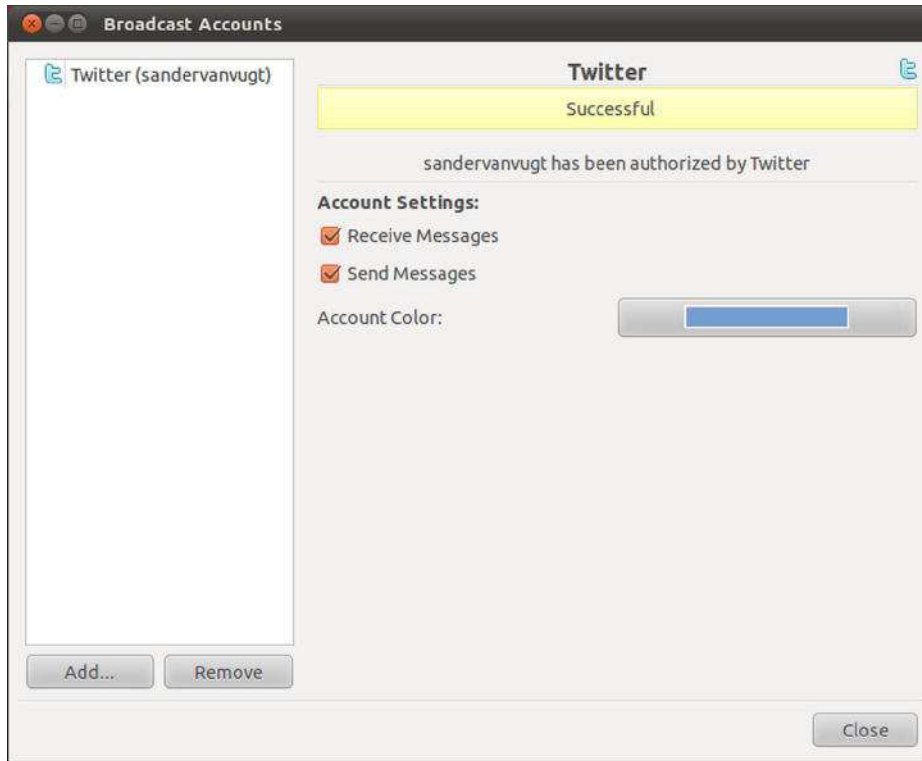 Broadcast Accounts
Twitter (sandervanvugt)
Twitter
Successful
sandervanvugt has been authorized by Twitter
Account Settings:
Receive Messages
Send Messages
Account Color:
Add...
Remove
Close